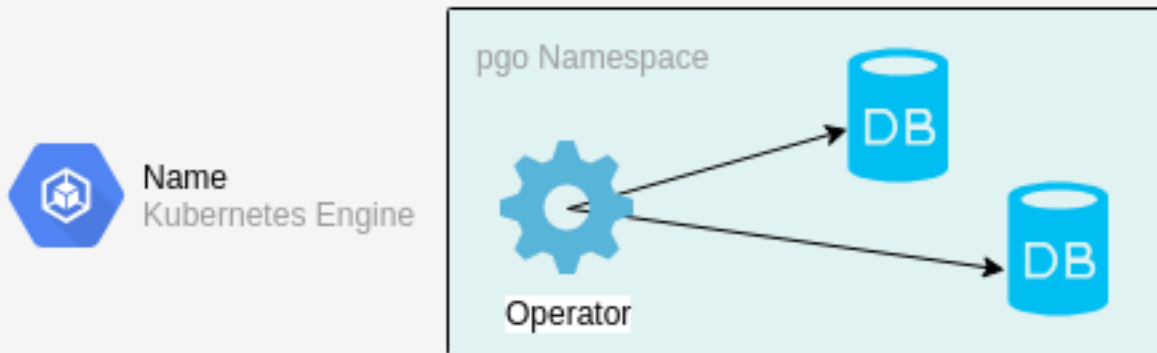 pgo Namespace
DB
Name
Kubernetes Engine
DB
Operator